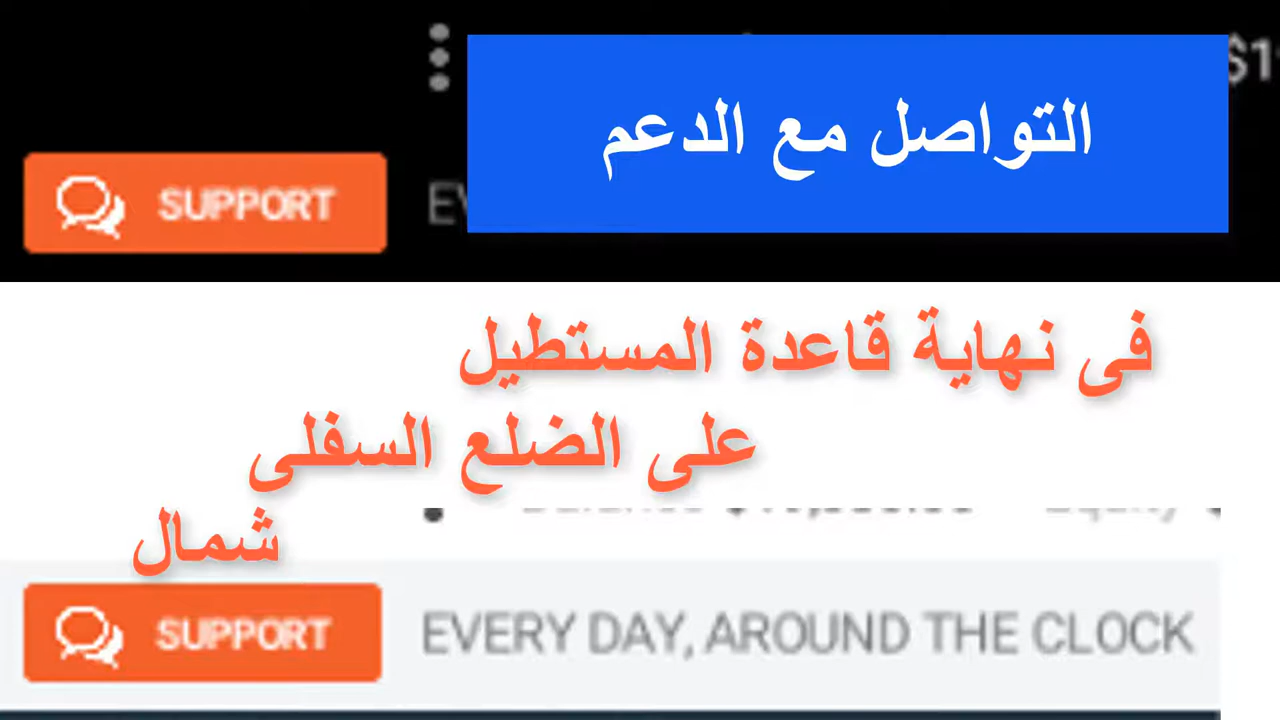 التواصل مع الدعم
SUPPORT
فى نهاية قاعدة المستطيل
على الضلع السفلى
شمال
SUPPORT EVERY DAY, AROUND THE CLOCK